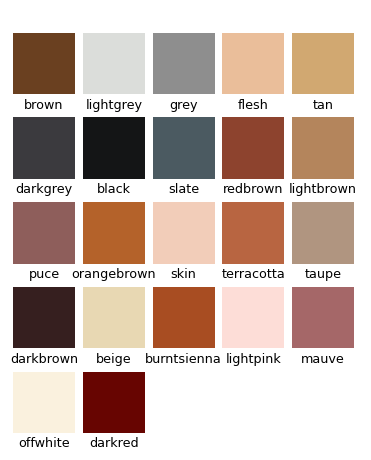 brown lightgrey grey flesh tan
darkgrey black slate redbrown lightbrown
puce orangebrown skin terracotta taupe
darkbrown beige burntsienna lightpink mauve
offwhite darkred